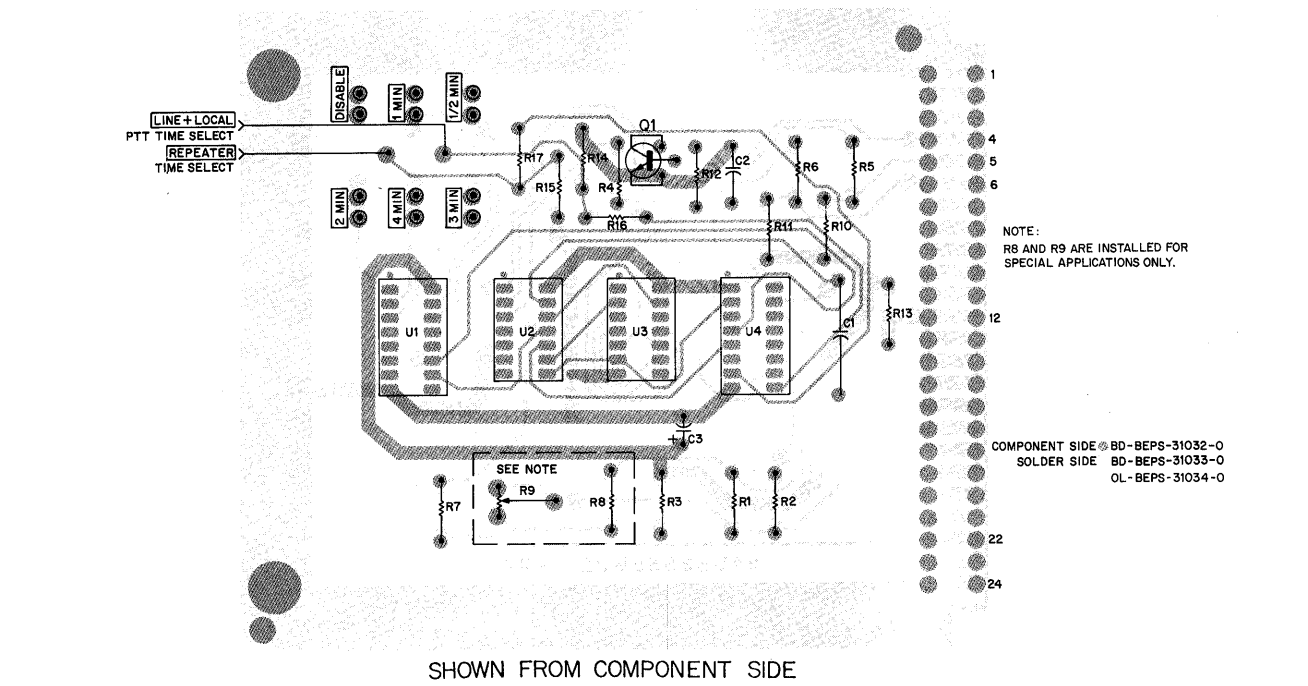 DISABLE
1 MIN
1/2 MIN
1
LINE+LOCAL
PTT TIME SELECT
REPEATER
TIME SELECT
Q1
4
5
6
R17
R14
R15
R4
R12
C2
R6
R5
2 MIN
4 MIN
3 MIN
R16
R11
R10
NOTE:
R8 AND R9 ARE INSTALLED FOR
SPECIAL APPLICATIONS ONLY.
U1
U2
U3
U4
C1
R13
12
+
C3
COMPONENT SIDE BD-BEPS-31032-0
SOLDER SIDE BD-BEPS-31033-0
OL-BEPS-31034-0
SEE NOTE
R7
R9
R8
R3
R1
R2
22
24
SHOWN FROM COMPONENT SIDE